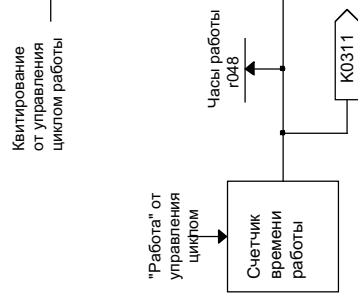 Квитирование
от управления
циклом работы
Часы работы
r048
K0311
"Работа" от
управления
циклом
Счетчик
времени
работы